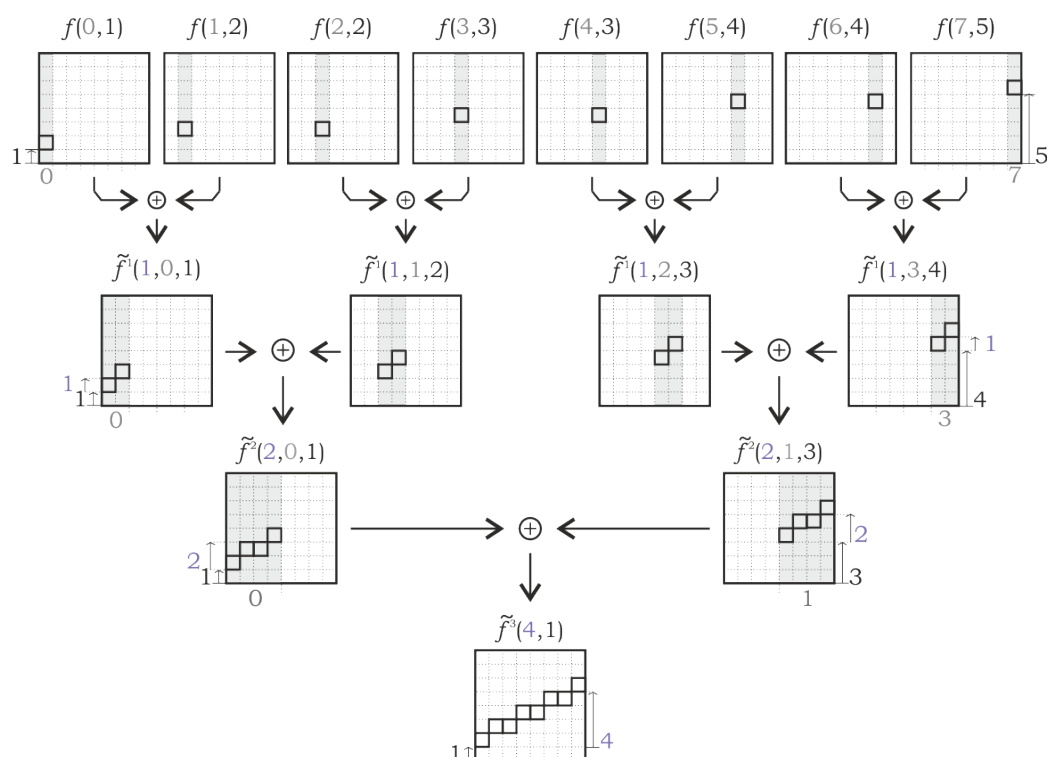 f(0,1) f(1,2) f(2,2) f(3,3) f(4,3) f(5,4) f(6,4) f(7,5)
1
5
0 7
⊕ ⊕ ⊕ ⊕
f̃¹(1,0,1) f̃¹(1,1,2) f̃¹(1,2,3) f̃¹(1,3,4)
⊕ ⊕ 1
1
1 4
0 3
f̃²(2,0,1) f̃²(2,1,3)
⊕ 2
2
1 3
0 1
f̃³(4,1)
4
1